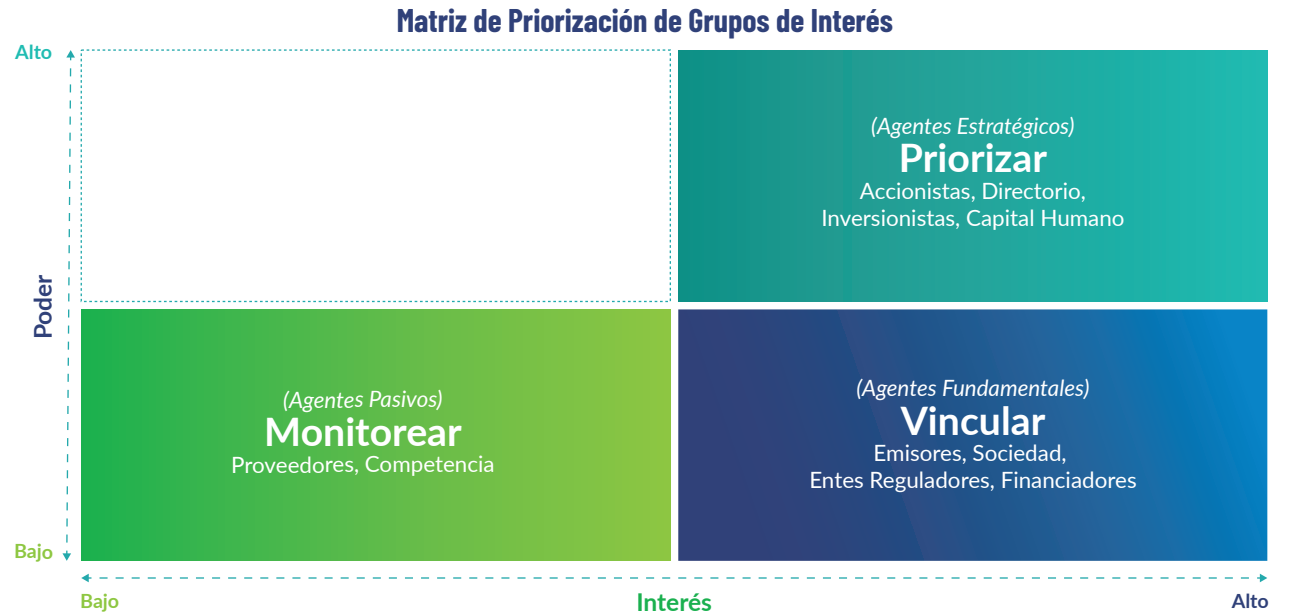 Matriz de Priorización de Grupos de Interés
Alto
(Agentes Estratégicos)
Priorizar
Accionistas, Directorio,
Inversionistas, Capital Humano
Poder
(Agentes Pasivos)
Monitorear
Proveedores, Competencia
(Agentes Fundamentales)
Vincular
Emisores, Sociedad,
Entes Reguladores, Financiadores
Bajo
Bajo
Interés
Alto